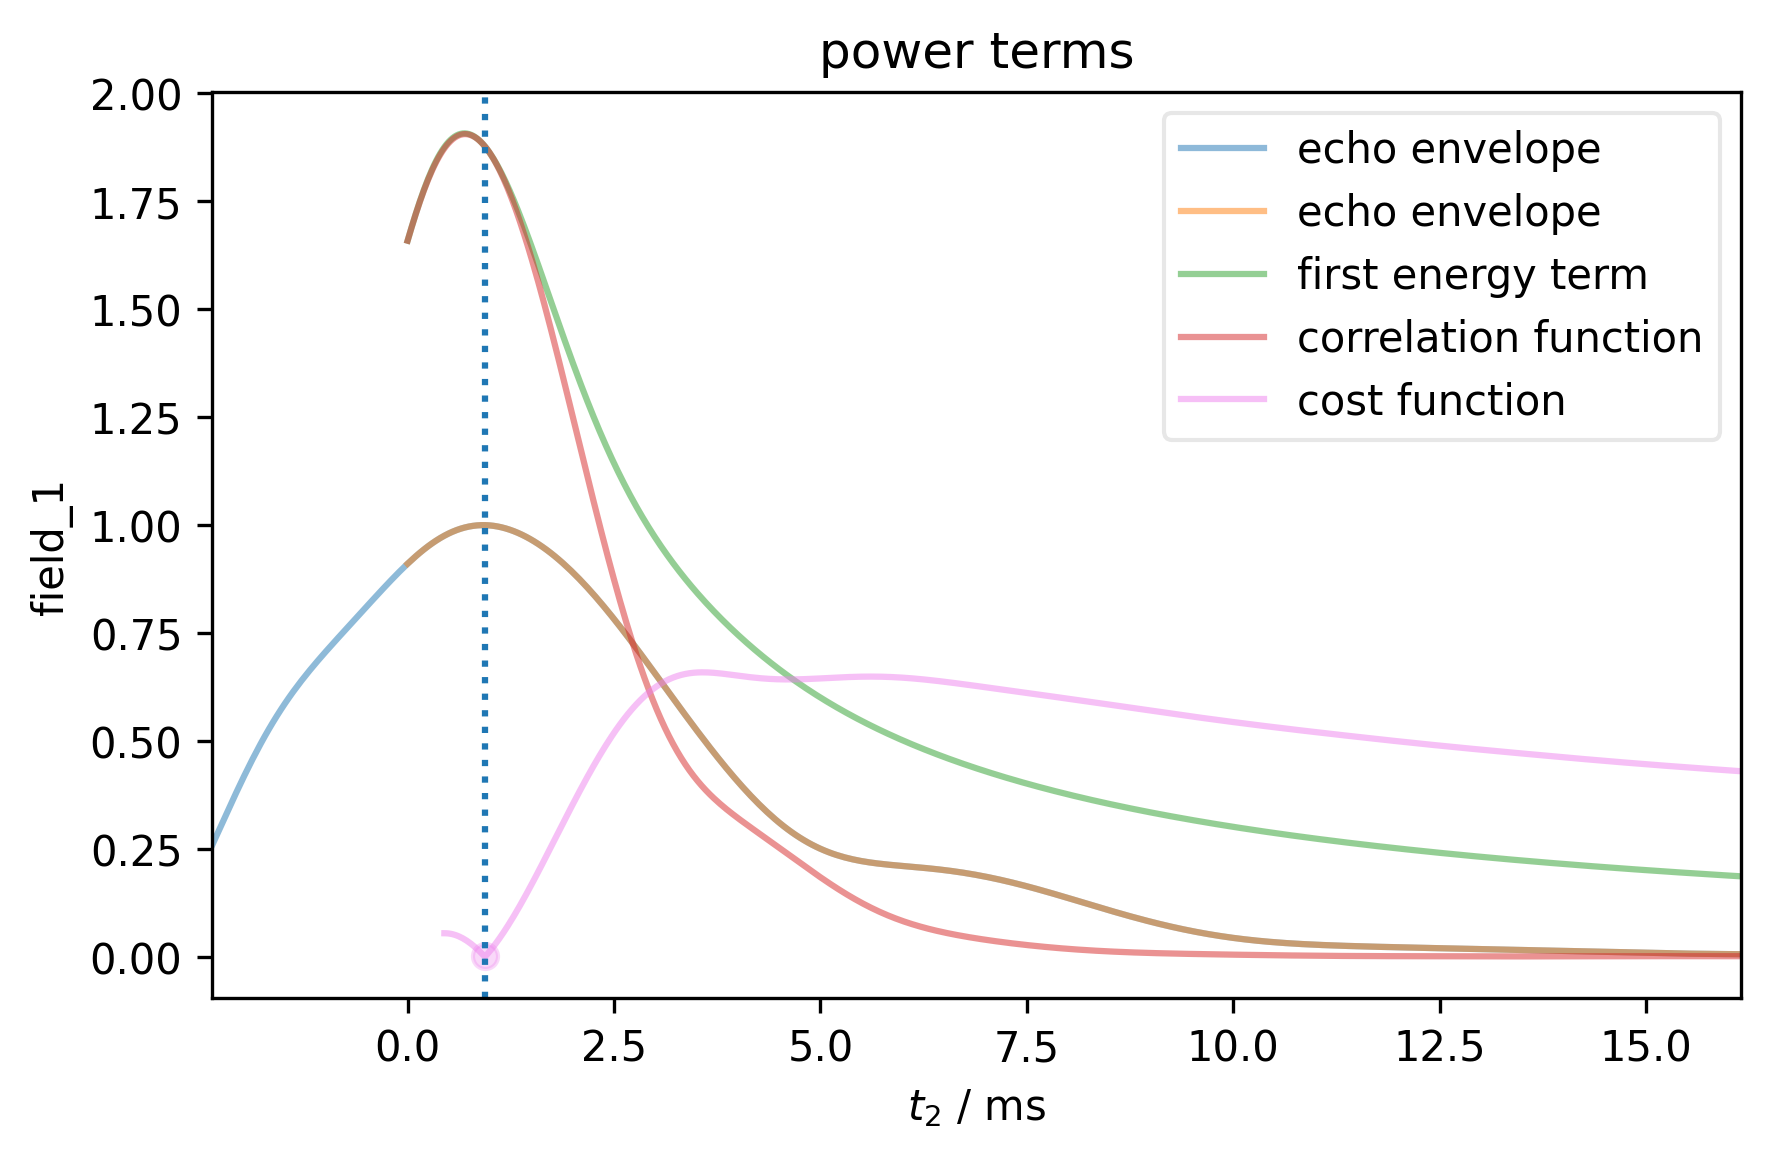 power terms
2.00
1.75
1.50
1.25
1.00
0.75
0.50
0.25
0.00
field_1
echo envelope
echo envelope
first energy term
correlation function
cost function
0.0 2.5 5.0 7.5 10.0 12.5 15.0
t₂ / ms